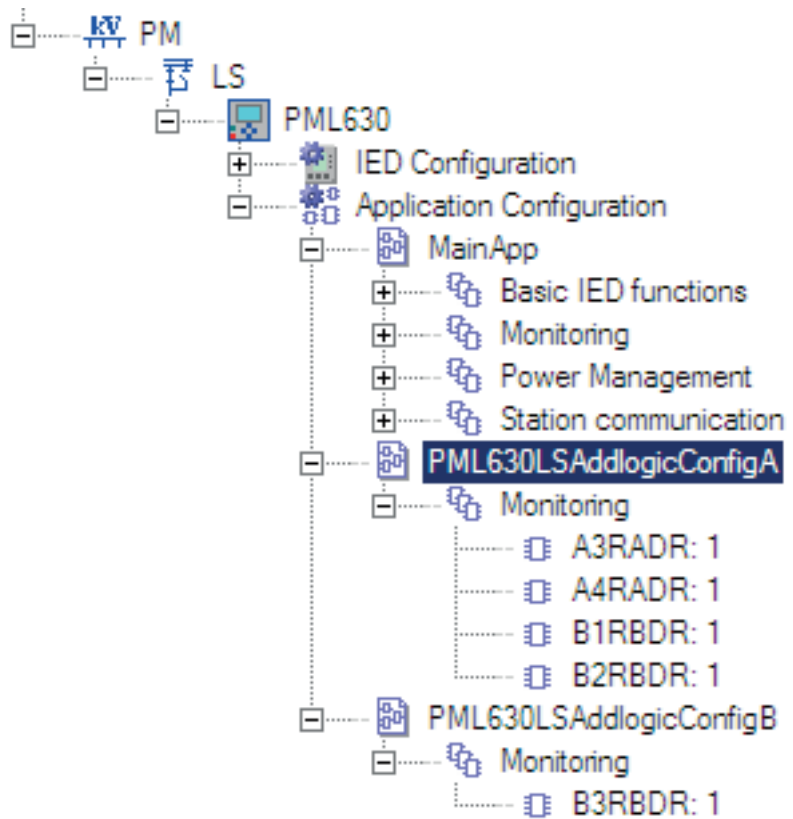 PM
LS
PML630
IED Configuration
Application Configuration
MainApp
Basic IED functions
Monitoring
Power Management
Station communication
PML630LSAddlogicConfigA
Monitoring
A3RADR: 1
A4RADR: 1
B1RBDR: 1
B2RBDR: 1
PML630LSAddlogicConfigB
Monitoring
B3RBDR: 1